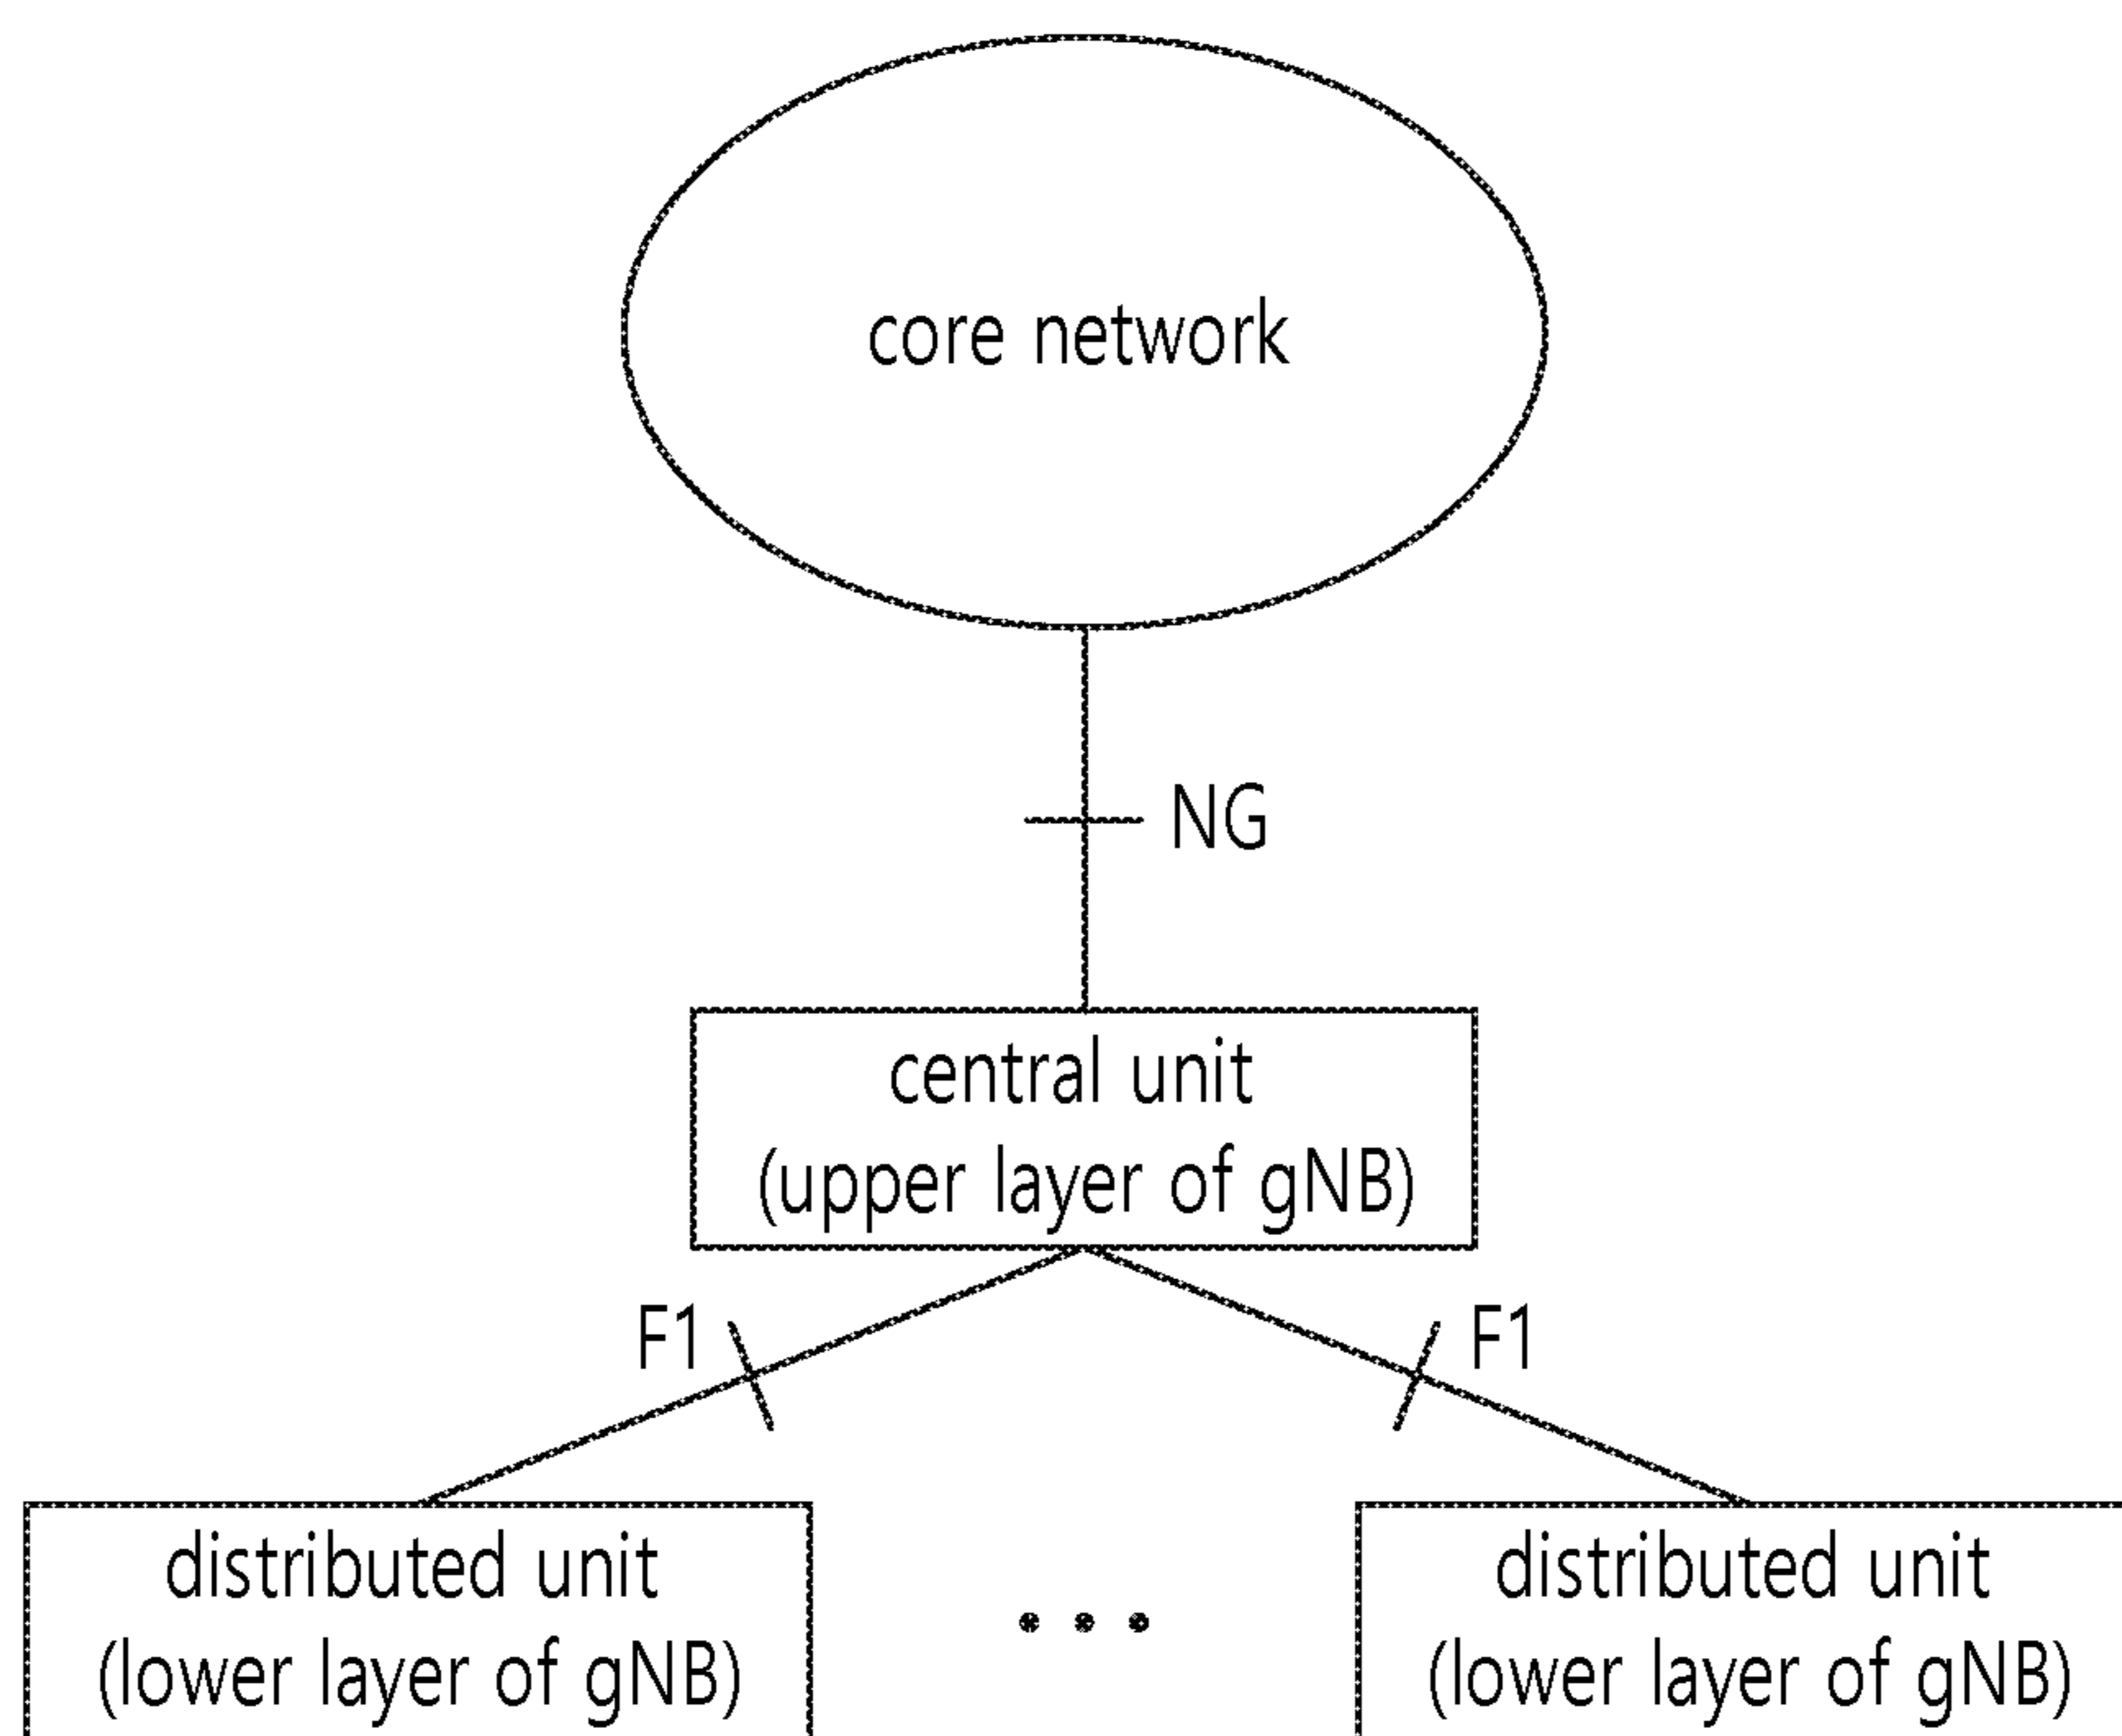 core network
NG
central unit
(upper layer of gNB)
F1
F1
distributed unit
(lower layer of gNB)
• • •
distributed unit
(lower layer of gNB)